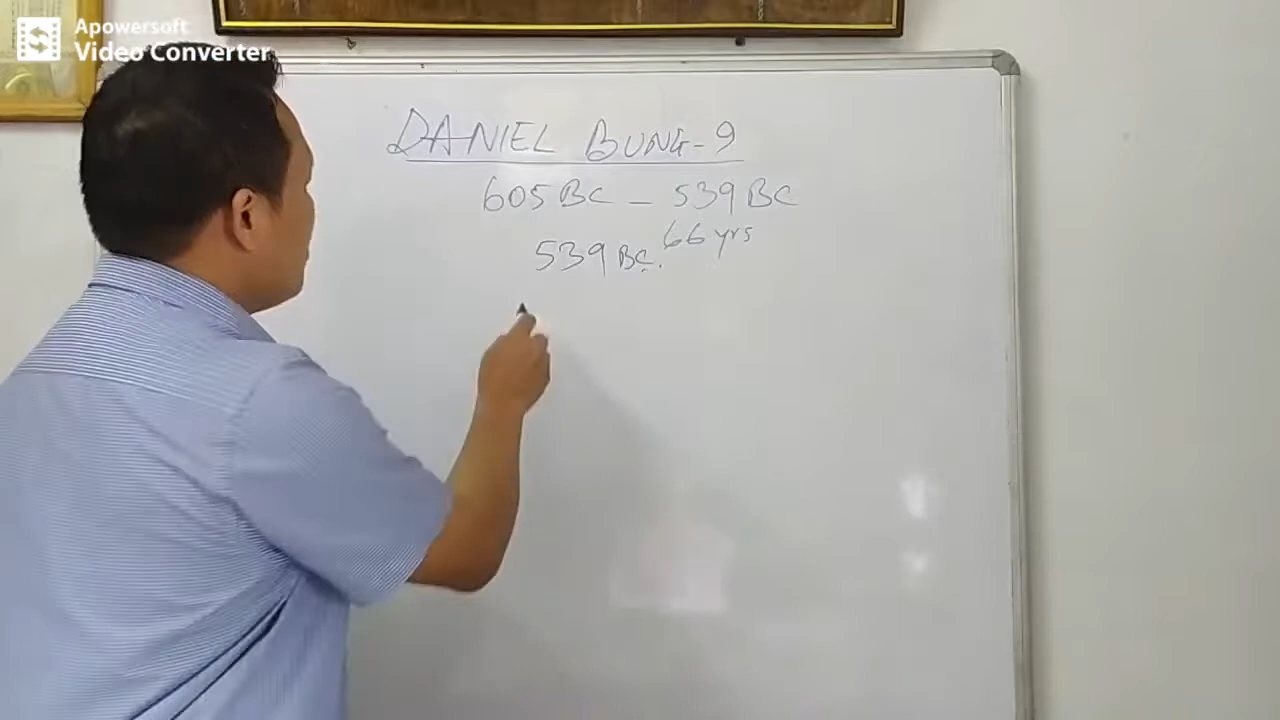 Apowersoft
Video Converter
DANIEL BUNG-9
605 BC - 539 BC
66 yrs
539 BC.